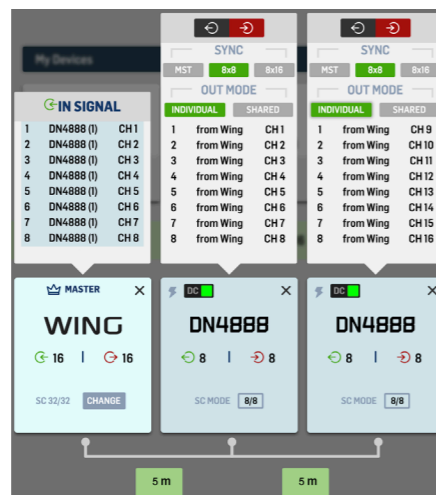 My Devices
IN SIGNAL
1 DN4888 (1) CH 1
2 DN4888 (1) CH 2
3 DN4888 (1) CH 3
4 DN4888 (1) CH 4
5 DN4888 (1) CH 5
6 DN4888 (1) CH 6
7 DN4888 (1) CH 7
8 DN4888 (1) CH 8
MASTER
WING
16 | 16
SC 32/32 CHANGE
SYNC
MST 8x8 8x16
OUT MODE
INDIVIDUAL SHARED
1 from Wing CH 1
2 from Wing CH 2
3 from Wing CH 3
4 from Wing CH 4
5 from Wing CH 5
6 from Wing CH 6
7 from Wing CH 7
8 from Wing CH 8
DC
DN4888
8 | 8
SC MODE 8/8
SYNC
MST 8x8 8x16
OUT MODE
INDIVIDUAL SHARED
1 from Wing CH 9
2 from Wing CH 10
3 from Wing CH 11
4 from Wing CH 12
5 from Wing CH 13
6 from Wing CH 14
7 from Wing CH 15
8 from Wing CH 16
DC
DN4888
8 | 8
SC MODE 8/8
5 m
5 m